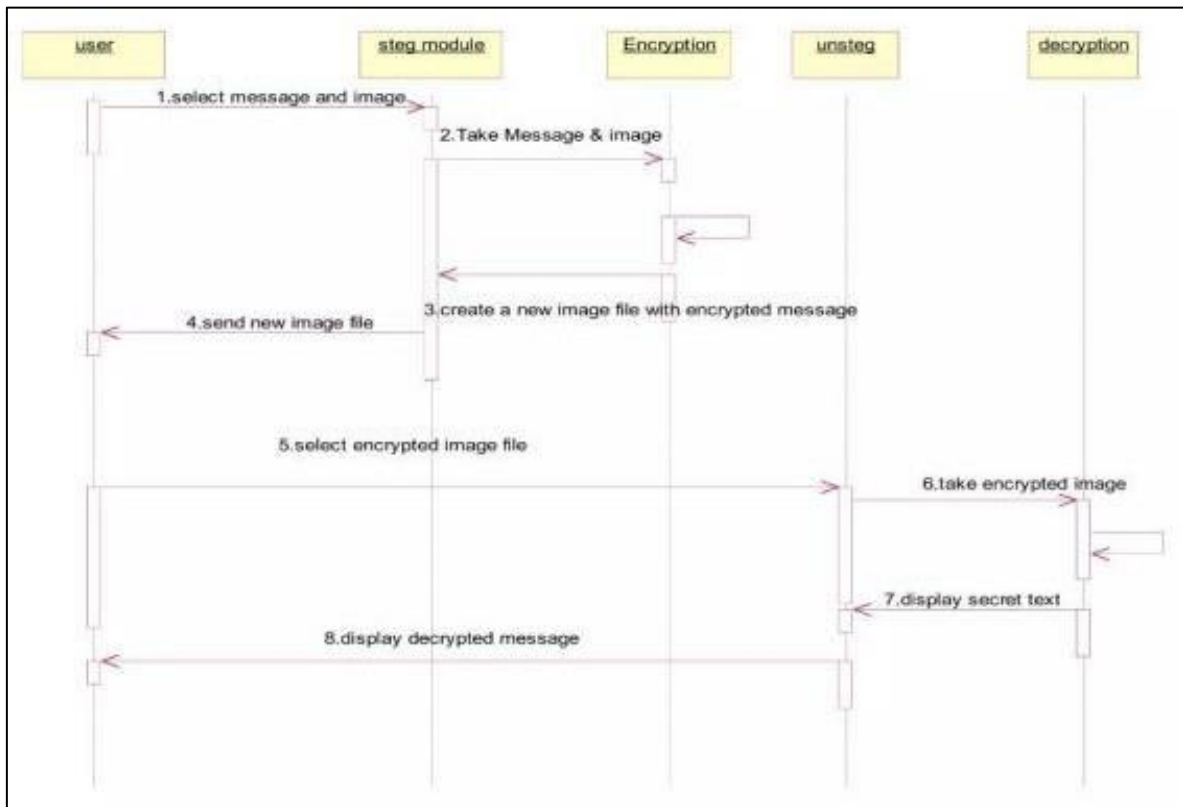 user
steg module
Encryption
unsteg
decryption
1.select message and image
2.Take Message & image
3.create a new image file with encrypted message
4.send new image file
5.select encrypted image file
6.take encrypted image
7.display secret text
8.display decrypted message